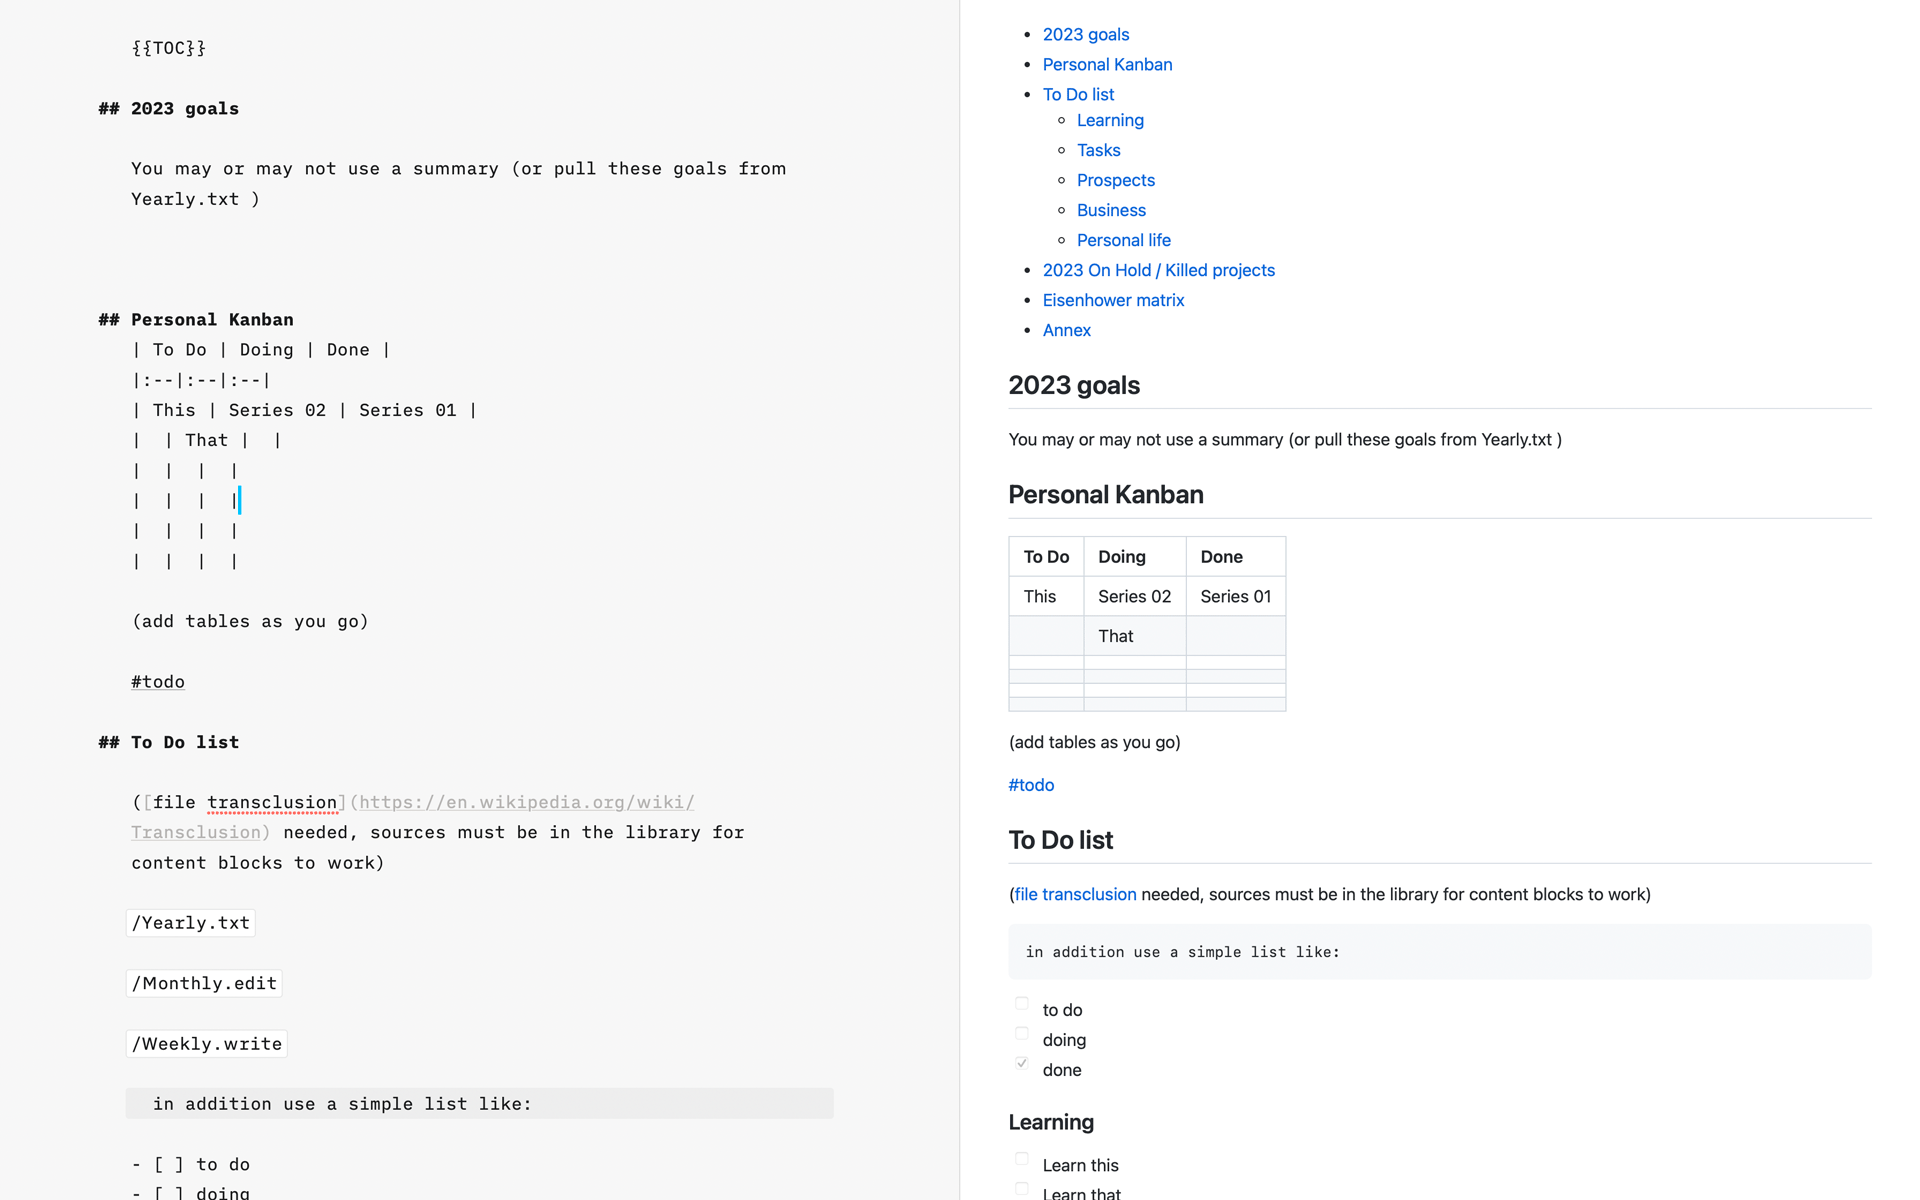 {{TOC}}
## 2023 goals
You may or may not use a summary (or pull these goals from
Yearly.txt )
## Personal Kanban
| To Do | Doing | Done |
|:--|:--|:--|
| This | Series 02 | Series 01 |
|  | That |  |
|  |  |  |
|  |  |  |
|  |  |  |
|  |  |  |
(add tables as you go)
#todo
## To Do list
([file transclusion](https://en.wikipedia.org/wiki/
Transclusion) needed, sources must be in the library for
content blocks to work)
/Yearly.txt
/Monthly.edit
/Weekly.write
in addition use a simple list like:
- [ ] to do
- [ ] doing
2023 goals
Personal Kanban
To Do list
Learning
Tasks
Prospects
Business
Personal life
2023 On Hold / Killed projects
Eisenhower matrix
Annex
2023 goals
You may or may not use a summary (or pull these goals from Yearly.txt )
Personal Kanban
To Do Doing Done
This Series 02 Series 01
That
(add tables as you go)
#todo
To Do list
(file transclusion needed, sources must be in the library for content blocks to work)
in addition use a simple list like:
to do
doing
done
Learning
Learn this
Learn that